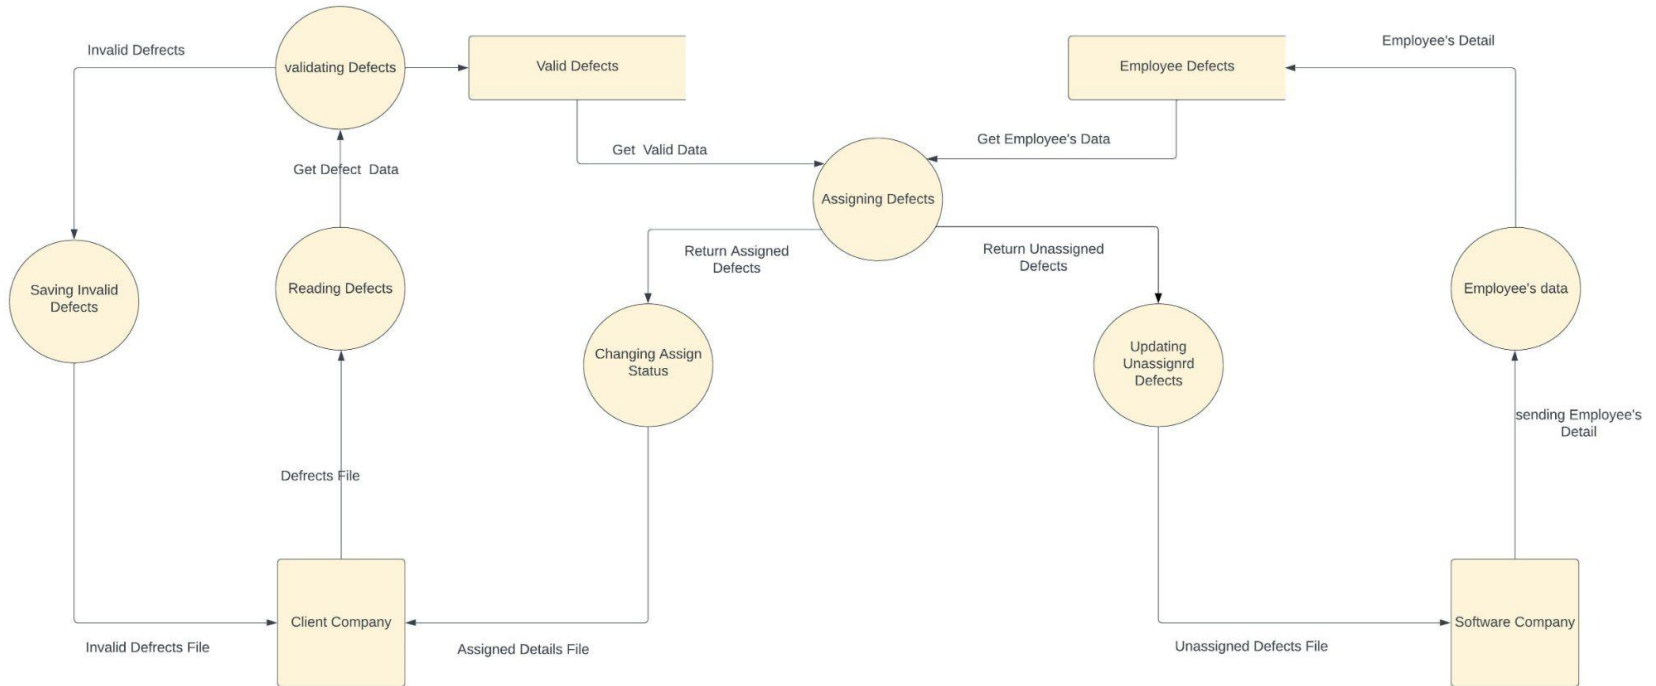 Invalid Defrects
validating Defects
Valid Defects
Employee Defects
Employee's Detail
Get  Valid Data
Get Employee's Data
Get Defect  Data
Assigning Defects
Return Assigned
Defects
Return Unassigned
Defects
Saving Invalid
Defects
Reading Defects
Employee's data
Changing Assign
Status
Updating
Unassignrd
Defects
sending Employee's
Detail
Defrects File
Client Company
Software Company
Invalid Defrects File
Assigned Details File
Unassigned Defects File